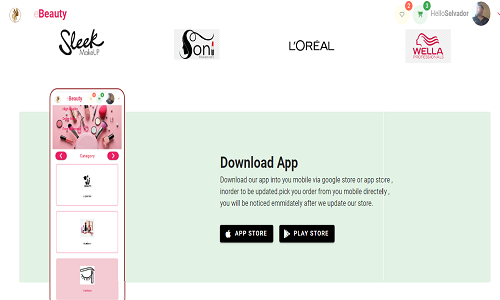 eBeauty
2
3
HelloSelvador
Sleek
MakeUP
Soni
L'ORÉAL
WELLA
PROFESSIONALS
Beauty
Category
Download App
Download our app into you mobile via google store or app store ,
inorder to be updated.pick you order from you mobile directely ,
you will be noticed emmidately after we update our store.
APP STORE
PLAY STORE